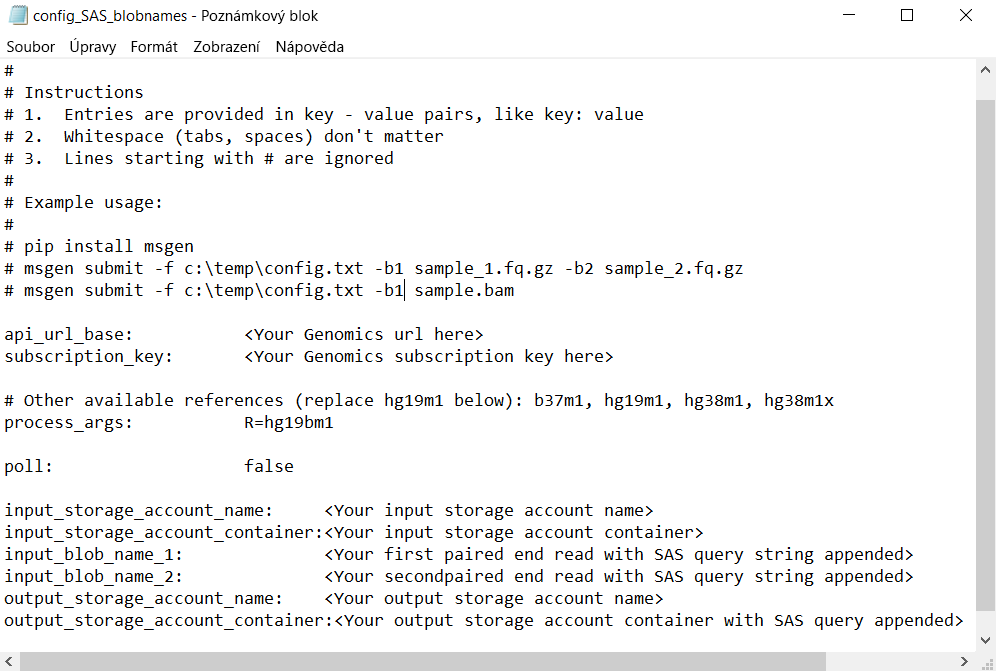 config_SAS_blobnames - Poznámkový blok
Soubor Úpravy Formát Zobrazení Nápověda
#
# Instructions
# 1.  Entries are provided in key - value pairs, like key: value
# 2.  Whitespace (tabs, spaces) don't matter
# 3.  Lines starting with # are ignored
#
# Example usage:
#
# pip install msgen
# msgen submit -f c:\temp\config.txt -b1 sample_1.fq.gz -b2 sample_2.fq.gz
# msgen submit -f c:\temp\config.txt -b1 sample.bam
api_url_base:           <Your Genomics url here>
subscription_key:       <Your Genomics subscription key here>
# Other available references (replace hg19m1 below): b37m1, hg19m1, hg38m1, hg38m1x
process_args:           R=hg19bm1
poll:                   false
input_storage_account_name:     <Your input storage account name>
input_storage_account_container:<Your input storage account container>
input_blob_name_1:              <Your first paired end read with SAS query string appended>
input_blob_name_2:              <Your secondpaired end read with SAS query string appended>
output_storage_account_name:    <Your output storage account name>
output_storage_account_container:<Your output storage account container with SAS query appended>